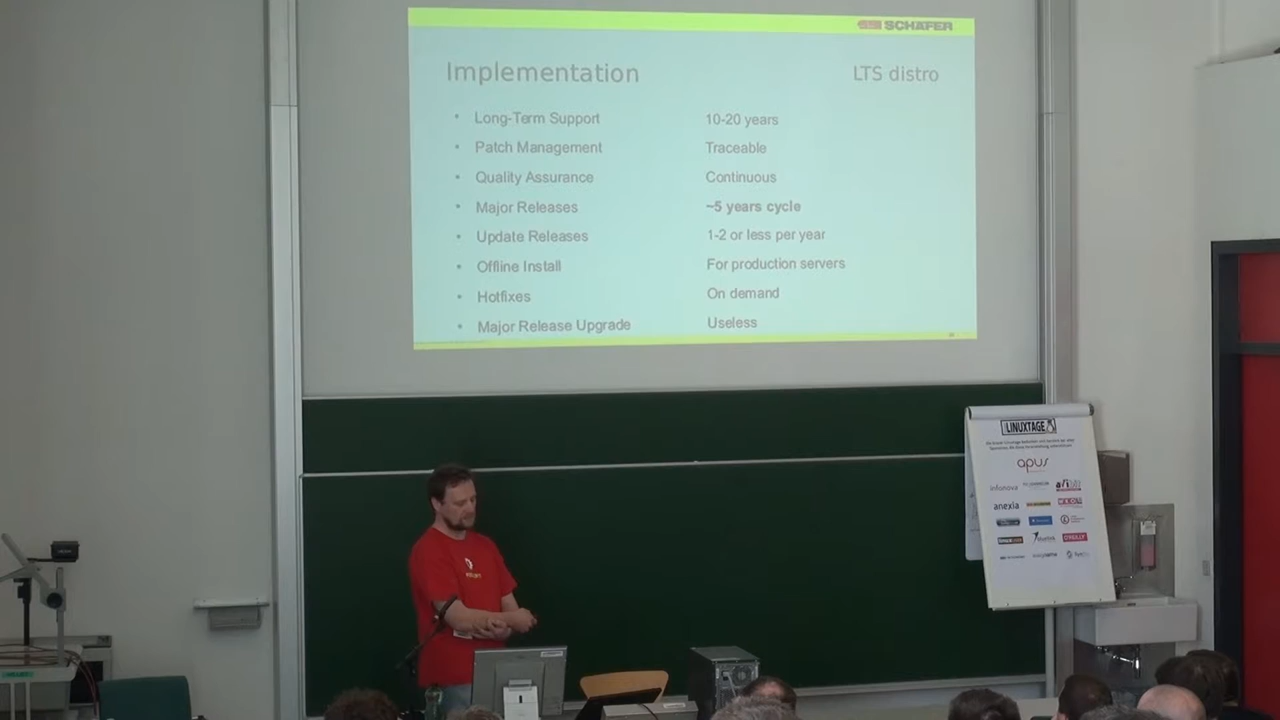 SCHÄFER
Implementation
LTS distro
Long-Term Support 10-20 years
Patch Management Traceable
Quality Assurance Continuous
Major Releases ~5 years cycle
Update Releases 1-2 or less per year
Offline Install For production servers
Hotfixes On demand
Major Release Upgrade Useless
LINUXTAGE
apus
infonova
anexia
O'REILLY